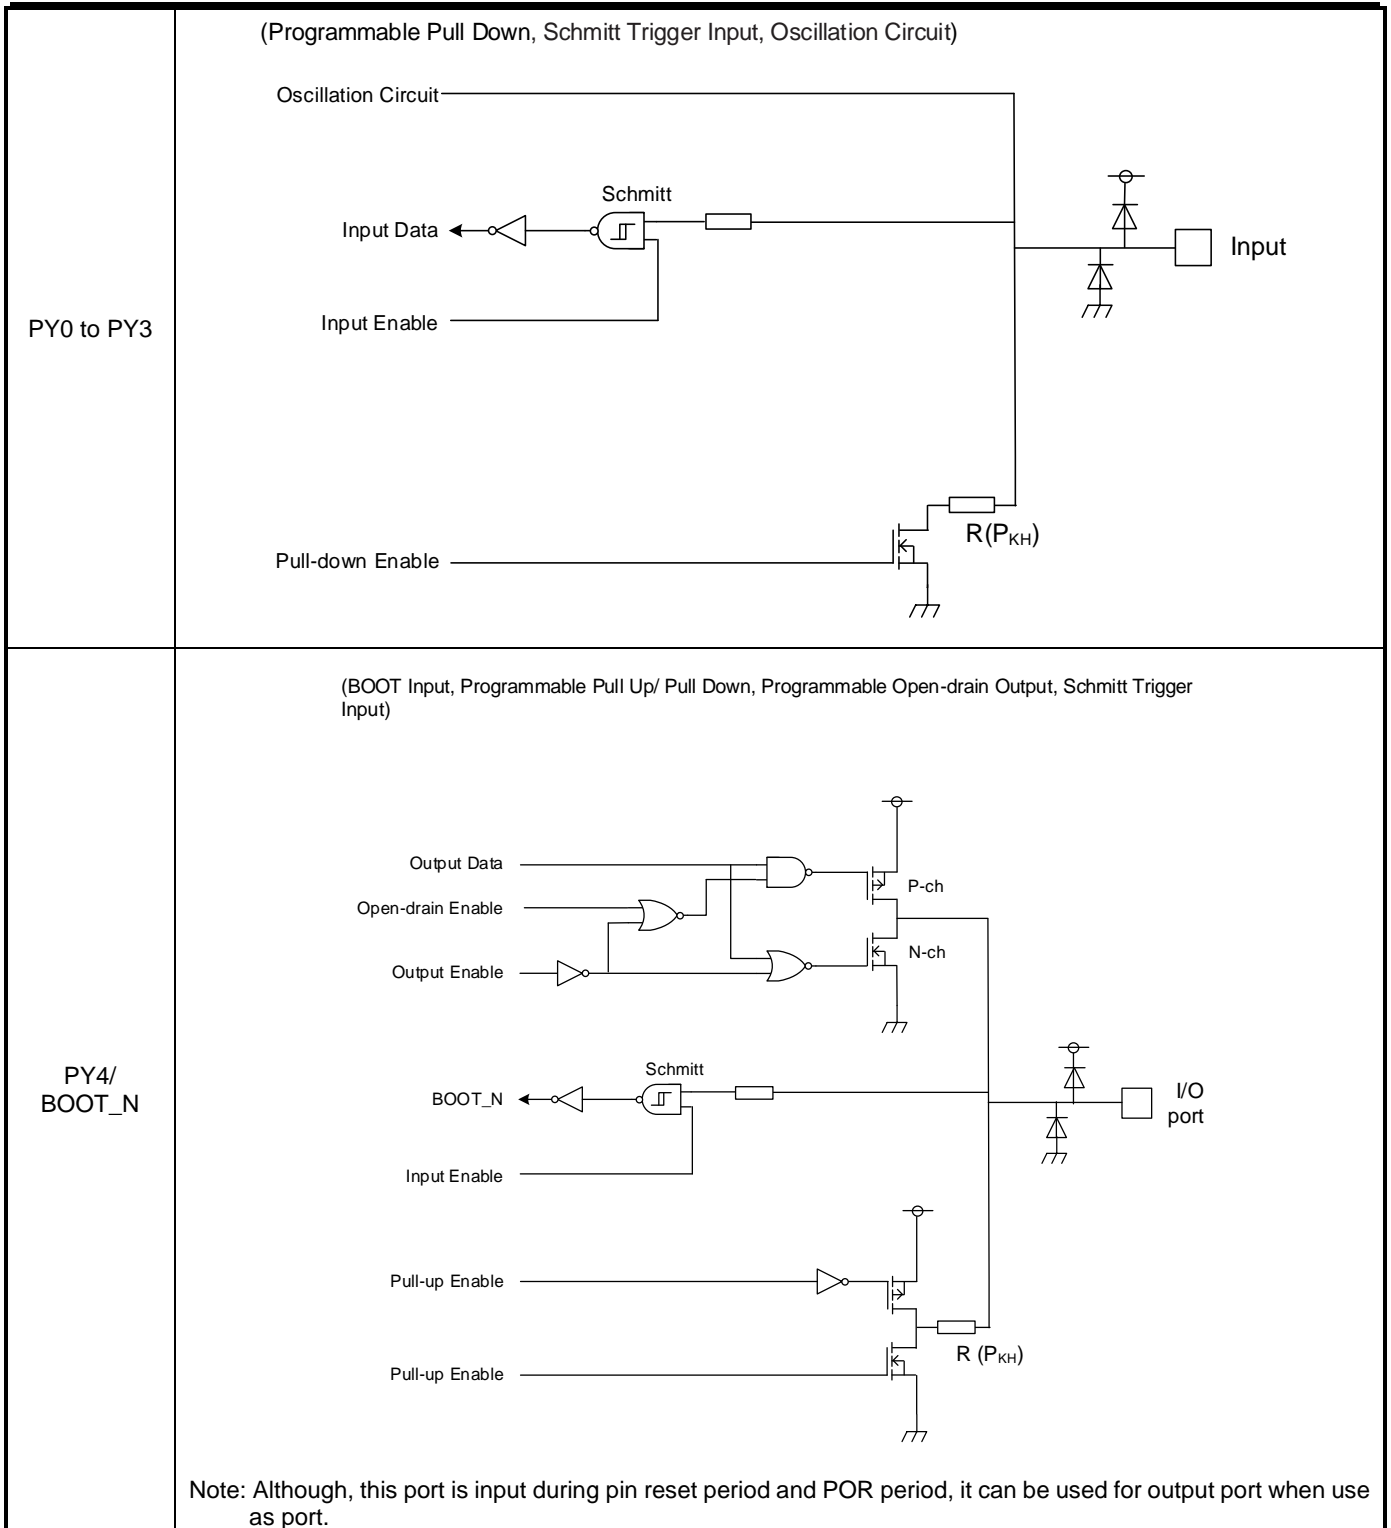 (Programmable Pull Down, Schmitt Trigger Input, Oscillation Circuit)
Oscillation Circuit
Schmitt
Input Data
Input
Input Enable
PY0 to PY3
R(PKH)
Pull-down Enable
(BOOT Input, Programmable Pull Up/ Pull Down, Programmable Open-drain Output, Schmitt Trigger
Input)
Output Data
P-ch
Open-drain Enable
N-ch
Output Enable
PY4/
BOOT_N
Schmitt
BOOT_N
I/O
port
Input Enable
Pull-up Enable
R (PKH)
Pull-up Enable
Note: Although, this port is input during pin reset period and POR period, it can be used for output port when use
as port.